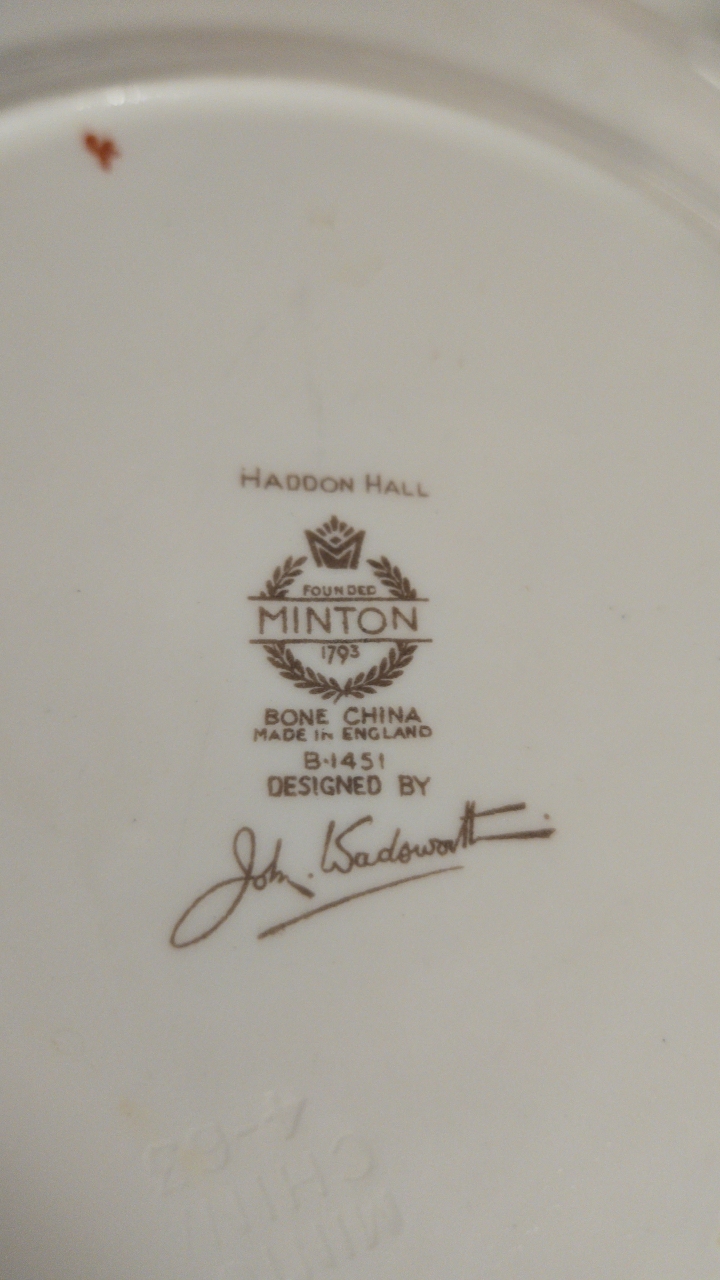 HADDON HALL
FOUNDED
MINTON
1793
BONE CHINA
MADE IN ENGLAND
B·1451
DESIGNED BY
John Wadsworth